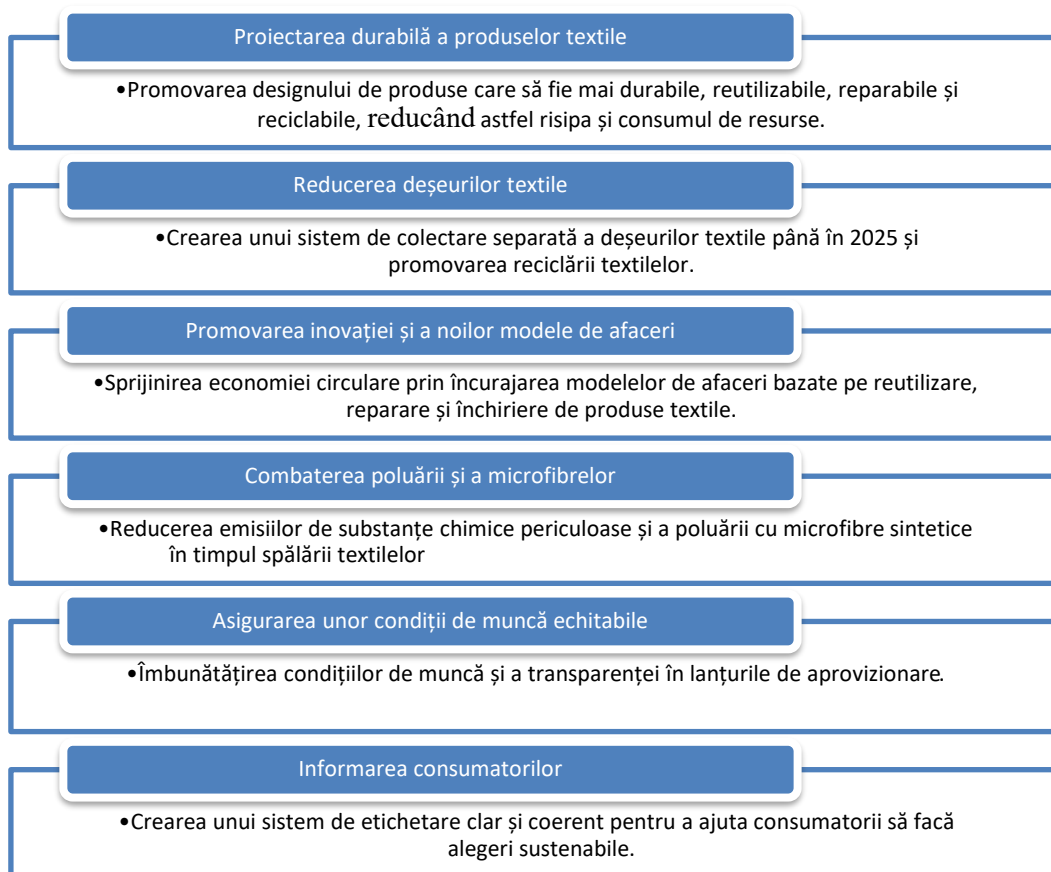 Proiectarea durabilă a produselor textile
•Promovarea designului de produse care să fie mai durabile, reutilizabile, reparabile și
reciclabile, reducând astfel risipa și consumul de resurse.
Reducerea deșeurilor textile
•Crearea unui sistem de colectare separată a deșeurilor textile până în 2025 și
promovarea reciclării textilelor.
Promovarea inovației și a noilor modele de afaceri
•Sprijinirea economiei circulare prin încurajarea modelelor de afaceri bazate pe reutilizare,
reparare și închiriere de produse textile.
Combaterea poluării și a microfibrelor
•Reducerea emisiilor de substanțe chimice periculoase și a poluării cu microfibre sintetice
în timpul spălării textilelor
Asigurarea unor condiții de muncă echitabile
•Îmbunătățirea condițiilor de muncă și a transparenței în lanțurile de aprovizionare.
Informarea consumatorilor
•Crearea unui sistem de etichetare clar și coerent pentru a ajuta consumatorii să facă
alegeri sustenabile.